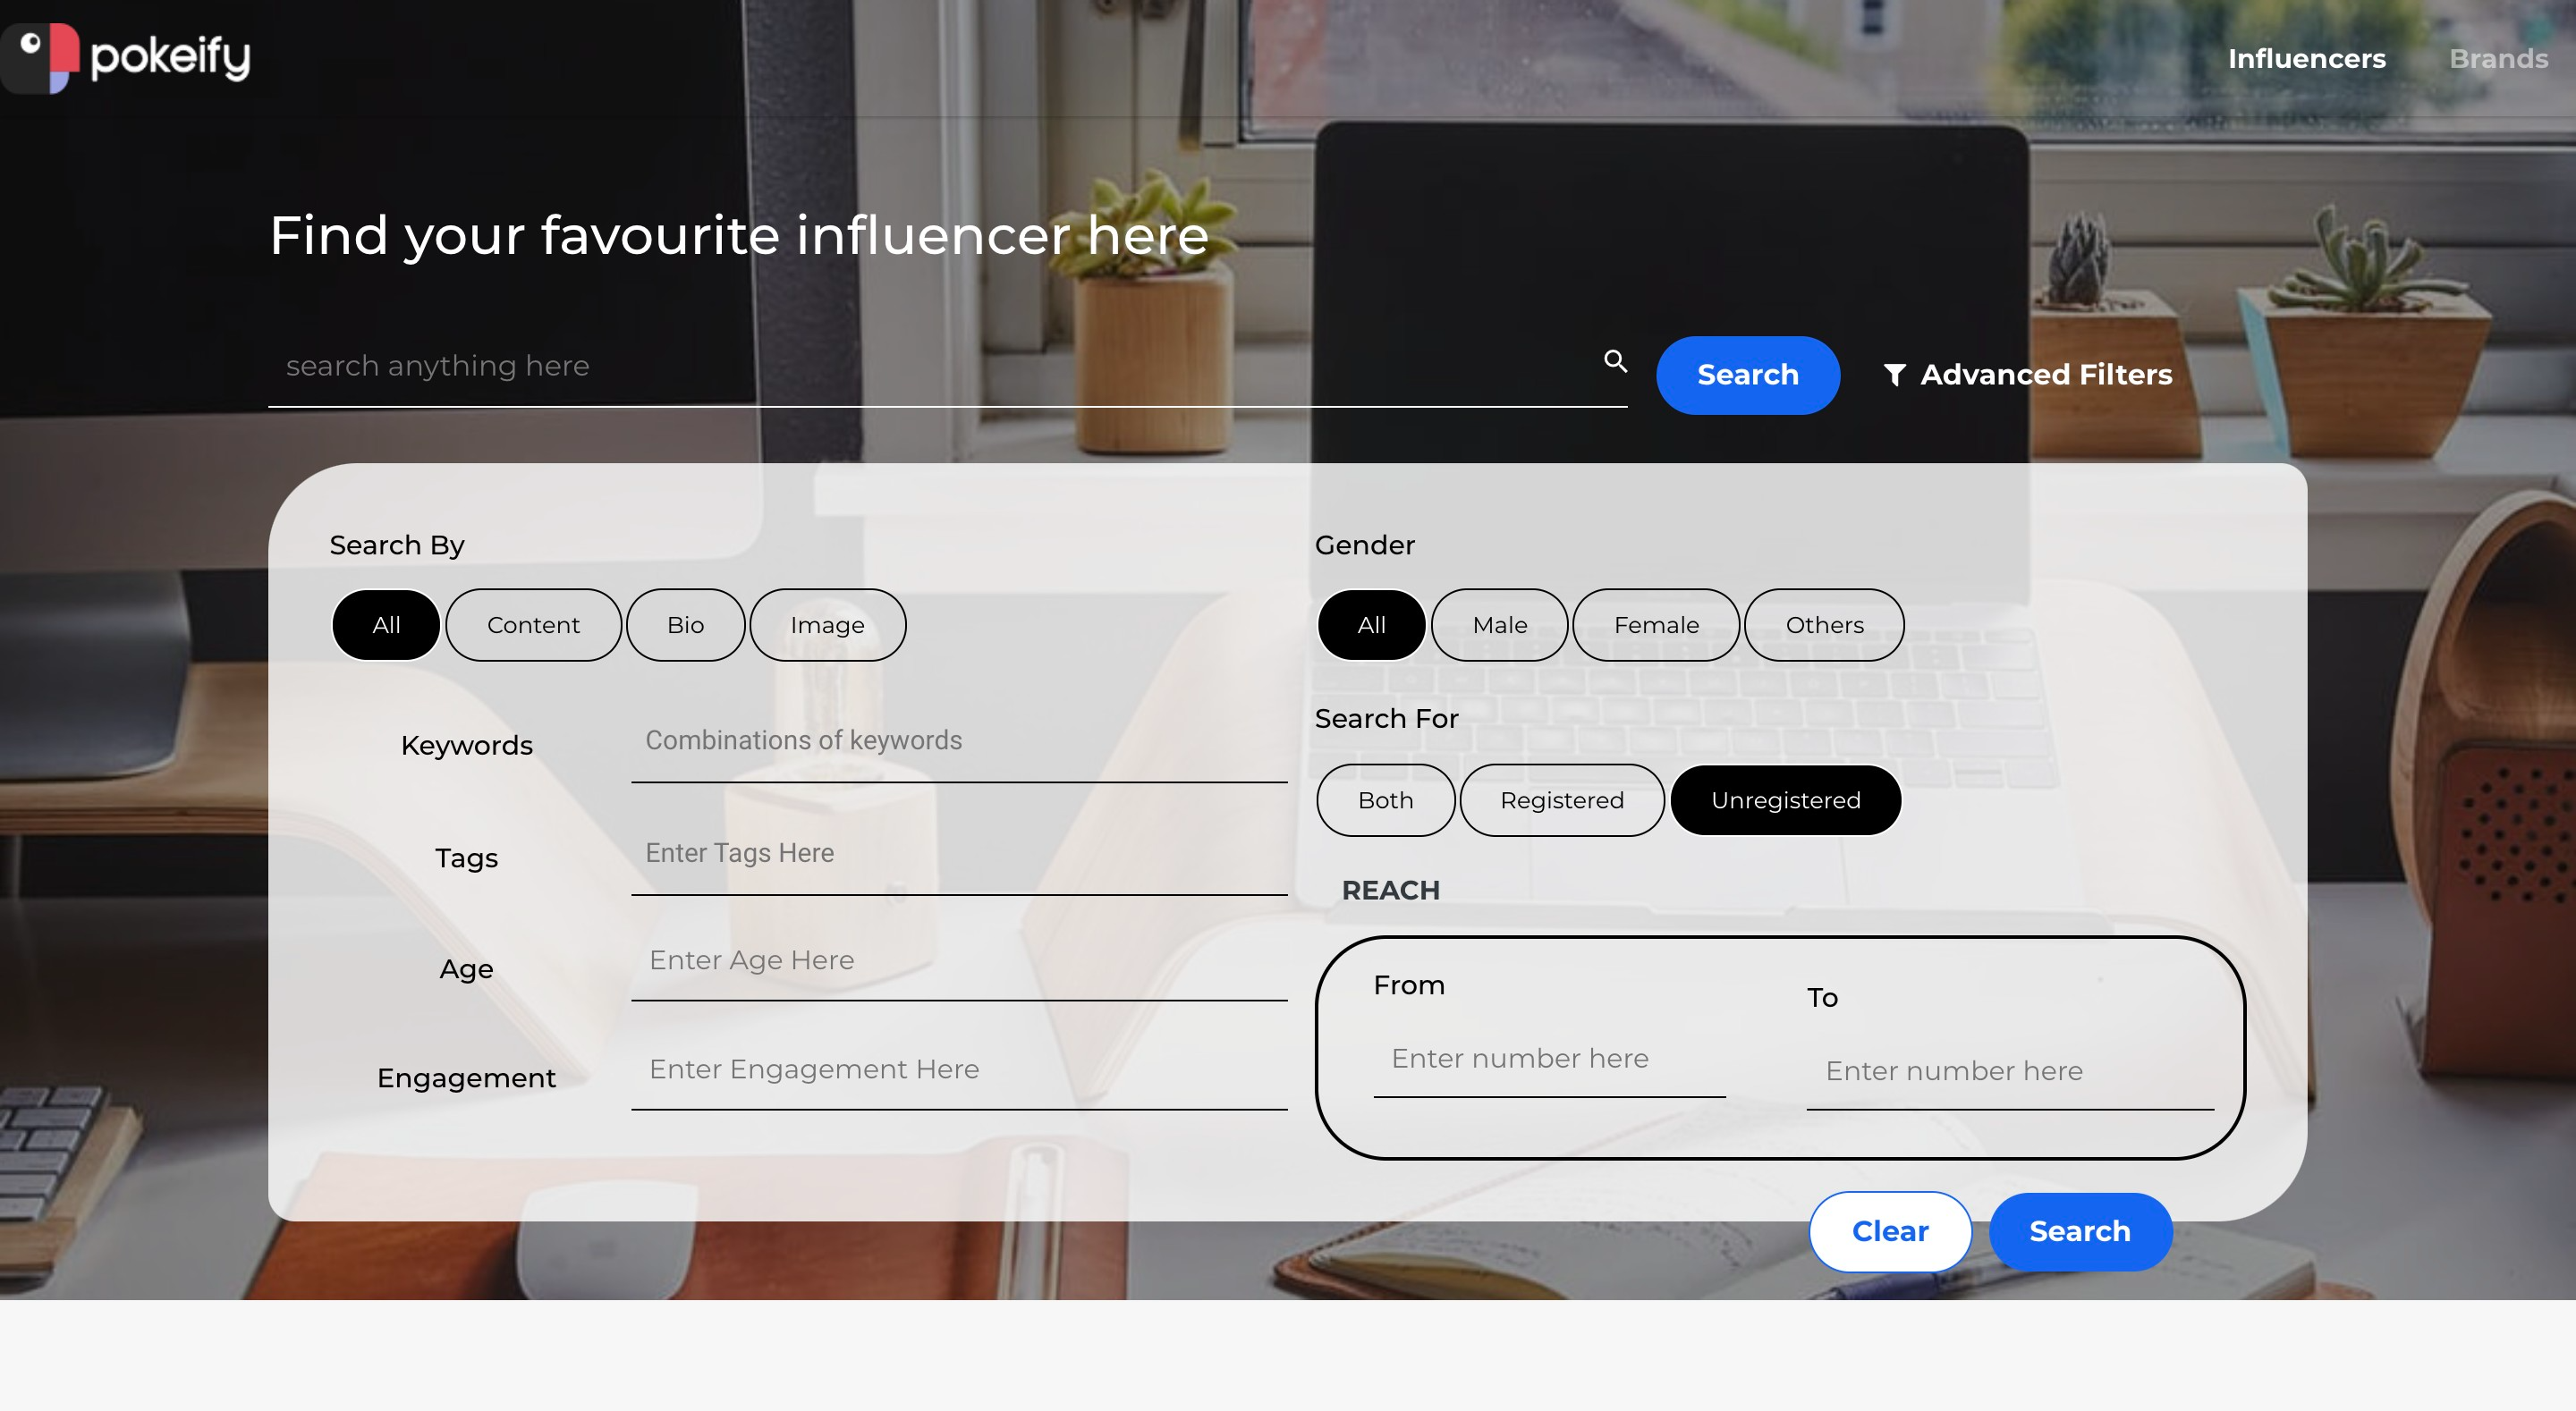 pokeify
Influencers
Brands
Find your favourite influencer here
search anything here
Search
Advanced Filters
Search By
All
Content
Bio
Image
Keywords
Combinations of keywords
Tags
Enter Tags Here
Age
Enter Age Here
Engagement
Enter Engagement Here
Gender
All
Male
Female
Others
Search For
Both
Registered
Unregistered
REACH
From
Enter number here
To
Enter number here
Clear
Search